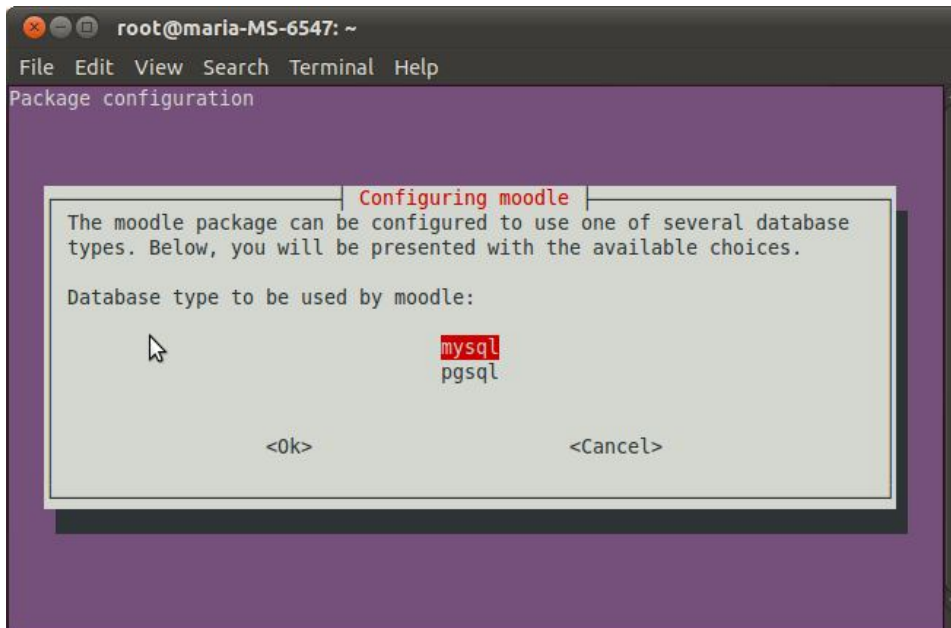 root@maria-MS-6547: ~
File Edit View Search Terminal Help
Package configuration
Configuring moodle
The moodle package can be configured to use one of several database
types. Below, you will be presented with the available choices.
Database type to be used by moodle:
mysql
pgsql
<Ok> <Cancel>